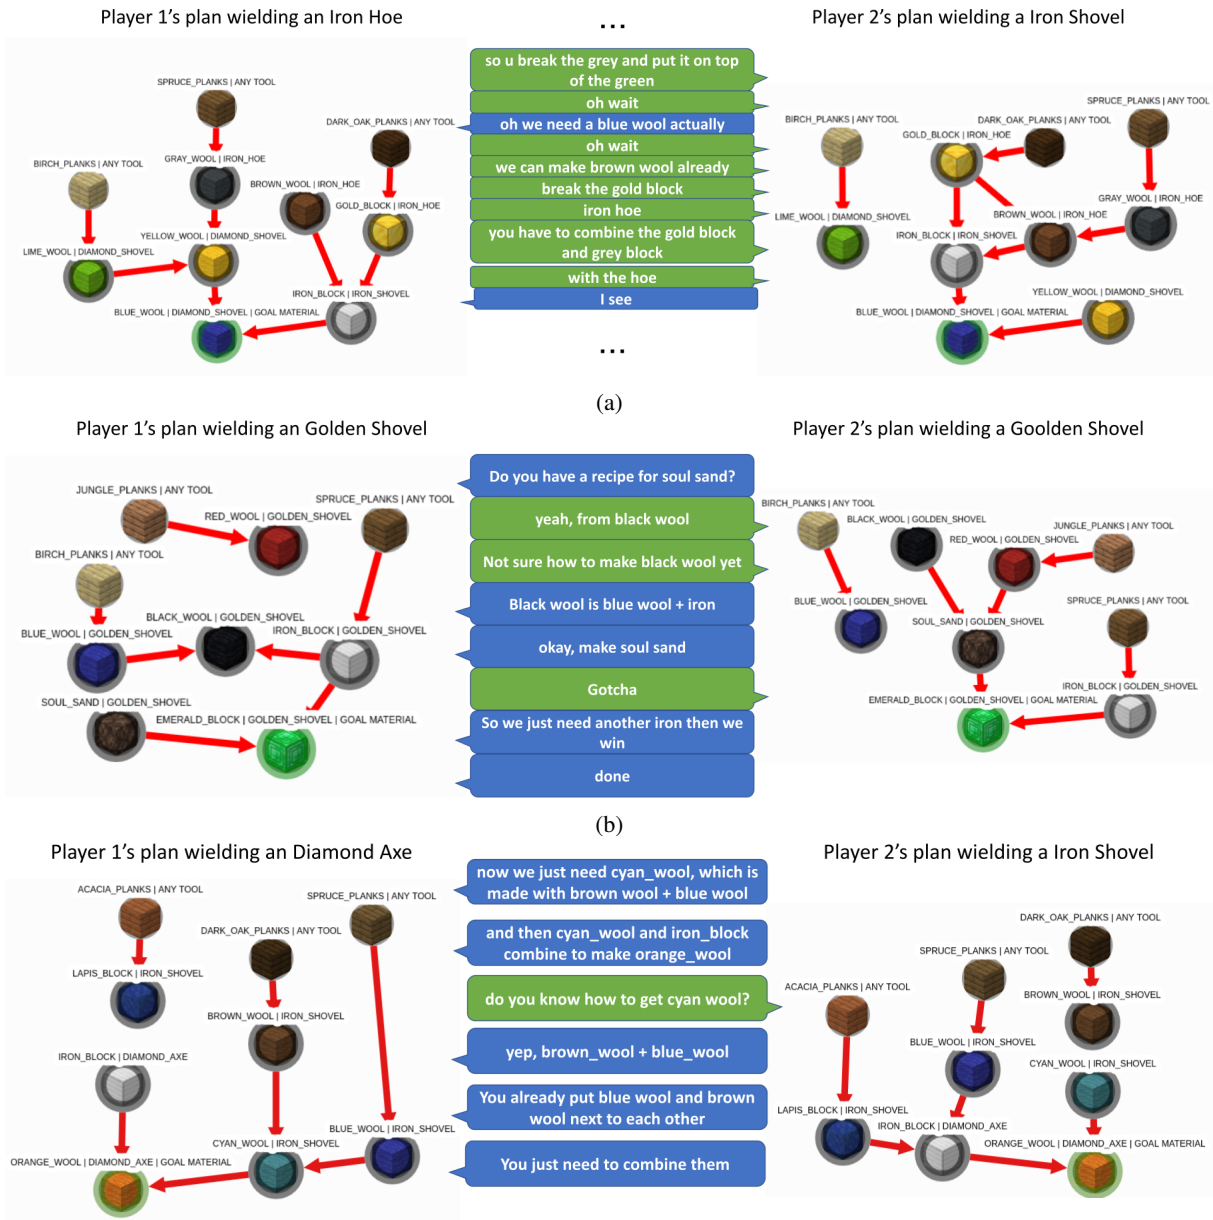 Player 1's plan wielding an Iron Hoe
...
Player 2's plan wielding a Iron Shovel
SPRUCE_PLANKS | ANY TOOL
DARK_OAK_PLANKS | ANY TOOL
BIRCH_PLANKS | ANY TOOL
GRAY_WOOL | IRON_HOE
BROWN_WOOL | IRON_HOE
GOLD_BLOCK | IRON_HOE
YELLOW_WOOL | DIAMOND_SHOVEL
LIME_WOOL | DIAMOND_SHOVEL
IRON_BLOCK | IRON_SHOVEL
BLUE_WOOL | DIAMOND_SHOVEL | GOAL MATERIAL
so u break the grey and put it on top
of the green
oh wait
oh we need a blue wool actually
oh wait
we can make brown wool already
break the gold block
iron hoe
you have to combine the gold block
and grey block
with the hoe
I see
...
SPRUCE_PLANKS | ANY TOOL
BIRCH_PLANKS | ANY TOOL
DARK_OAK_PLANKS | ANY TOOL
GOLD_BLOCK | IRON_HOE
GRAY_WOOL | IRON_HOE
LIME_WOOL | DIAMOND_SHOVEL
BROWN_WOOL | IRON_HOE
IRON_BLOCK | IRON_SHOVEL
YELLOW_WOOL | DIAMOND_SHOVEL
BLUE_WOOL | DIAMOND_SHOVEL | GOAL MATERIAL
(a)
Player 1's plan wielding an Golden Shovel
Player 2's plan wielding a Goolden Shovel
JUNGLE_PLANKS | ANY TOOL
SPRUCE_PLANKS | ANY TOOL
RED_WOOL | GOLDEN_SHOVEL
BIRCH_PLANKS | ANY TOOL
BLACK_WOOL | GOLDEN_SHOVEL
BLUE_WOOL | GOLDEN_SHOVEL
IRON_BLOCK | GOLDEN_SHOVEL
SOUL_SAND | GOLDEN_SHOVEL
EMERALD_BLOCK | GOLDEN_SHOVEL | GOAL MATERIAL
Do you have a recipe for soul sand?
yeah, from black wool
Not sure how to make black wool yet
Black wool is blue wool + iron
okay, make soul sand
Gotcha
So we just need another iron then we
win
done
BIRCH_PLANKS | ANY TOOL
BLACK_WOOL | GOLDEN_SHOVEL
JUNGLE_PLANKS | ANY TOOL
RED_WOOL | GOLDEN_SHOVEL
BLUE_WOOL | GOLDEN_SHOVEL
SPRUCE_PLANKS | ANY TOOL
SOUL_SAND | GOLDEN_SHOVEL
IRON_BLOCK | GOLDEN_SHOVEL
EMERALD_BLOCK | GOLDEN_SHOVEL | GOAL MATERIAL
(b)
Player 1's plan wielding an Diamond Axe
Player 2's plan wielding a Iron Shovel
ACACIA_PLANKS | ANY TOOL
SPRUCE_PLANKS | ANY TOOL
DARK_OAK_PLANKS | ANY TOOL
LAPIS_BLOCK | IRON_SHOVEL
BROWN_WOOL | IRON_SHOVEL
IRON_BLOCK | DIAMOND_AXE
BLUE_WOOL | IRON_SHOVEL
CYAN_WOOL | IRON_SHOVEL
ORANGE_WOOL | DIAMOND_AXE | GOAL MATERIAL
now we just need cyan_wool, which is
made with brown wool + blue wool
and then cyan_wool and iron_block
combine to make orange_wool
do you know how to get cyan wool?
yep, brown_wool + blue_wool
You already put blue wool and brown
wool next to each other
You just need to combine them
DARK_OAK_PLANKS | ANY TOOL
SPRUCE_PLANKS | ANY TOOL
ACACIA_PLANKS | ANY TOOL
BROWN_WOOL | IRON_SHOVEL
BLUE_WOOL | IRON_SHOVEL
CYAN_WOOL | IRON_SHOVEL
LAPIS_BLOCK | IRON_SHOVEL
IRON_BLOCK | DIAMOND_AXE
ORANGE_WOOL | DIAMOND_AXE | GOAL MATERIAL